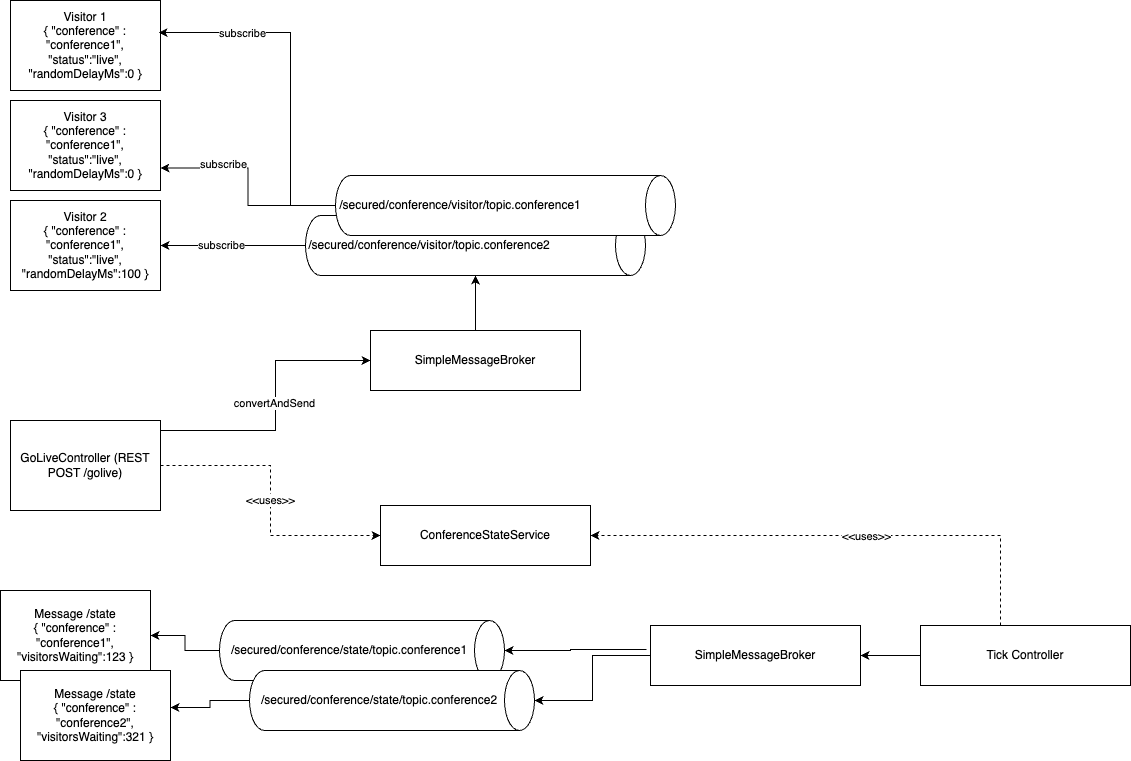 Visitor 1
{ "conference" :
"conference1",
"status":"live",
"randomDelayMs":0 }
subscribe
Visitor 3
{ "conference" :
"conference1",
"status":"live",
"randomDelayMs":0 }
subscribe
/secured/conference/visitor/topic.conference1
Visitor 2
{ "conference" :
"conference1",
"status":"live",
"randomDelayMs":100 }
subscribe
/secured/conference/visitor/topic.conference2
SimpleMessageBroker
convertAndSend
GoLiveController (REST
POST /golive)
<<uses>>
ConferenceStateService
<<uses>>
Message /state
{ "conference" :
"conference1",
"visitorsWaiting":123 }
/secured/conference/state/topic.conference1
SimpleMessageBroker
Tick Controller
Message /state
{ "conference" :
"conference2",
"visitorsWaiting":321 }
/secured/conference/state/topic.conference2